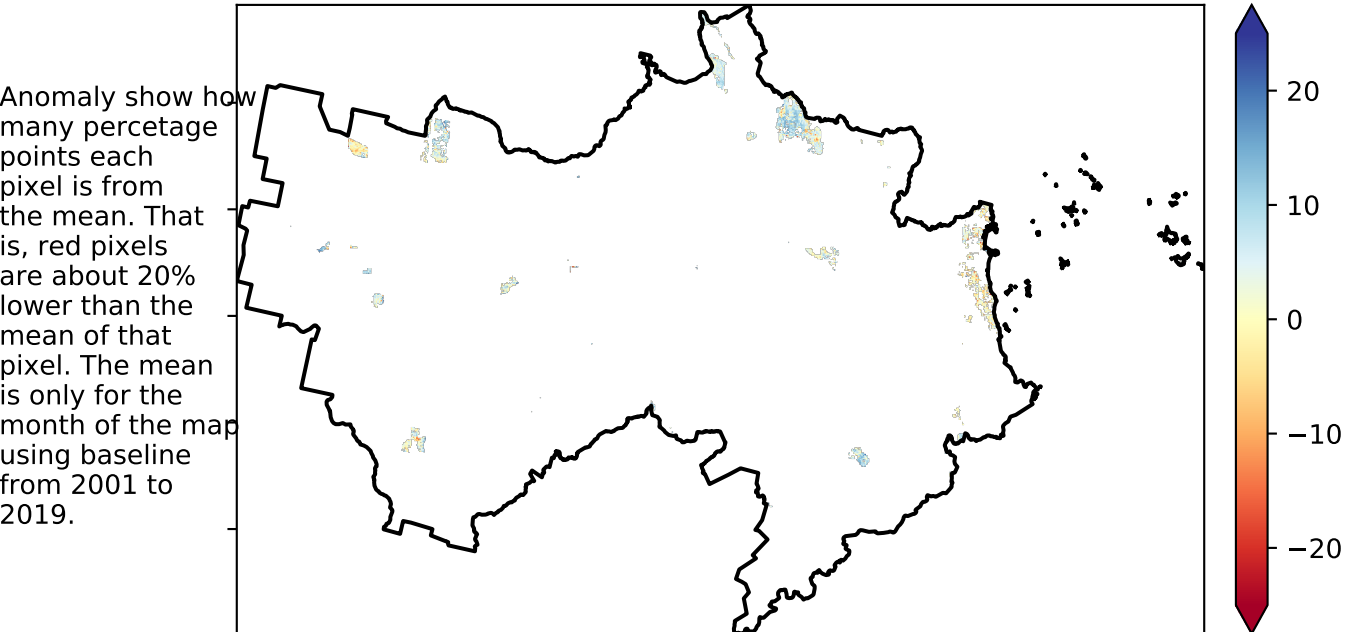 Anomaly show how
many percetage
points each
pixel is from
the mean. That
is, red pixels
are about 20%
lower than the
mean of that
pixel. The mean
is only for the
month of the map
using baseline
from 2001 to
2019.
20
10
0
−10
−20